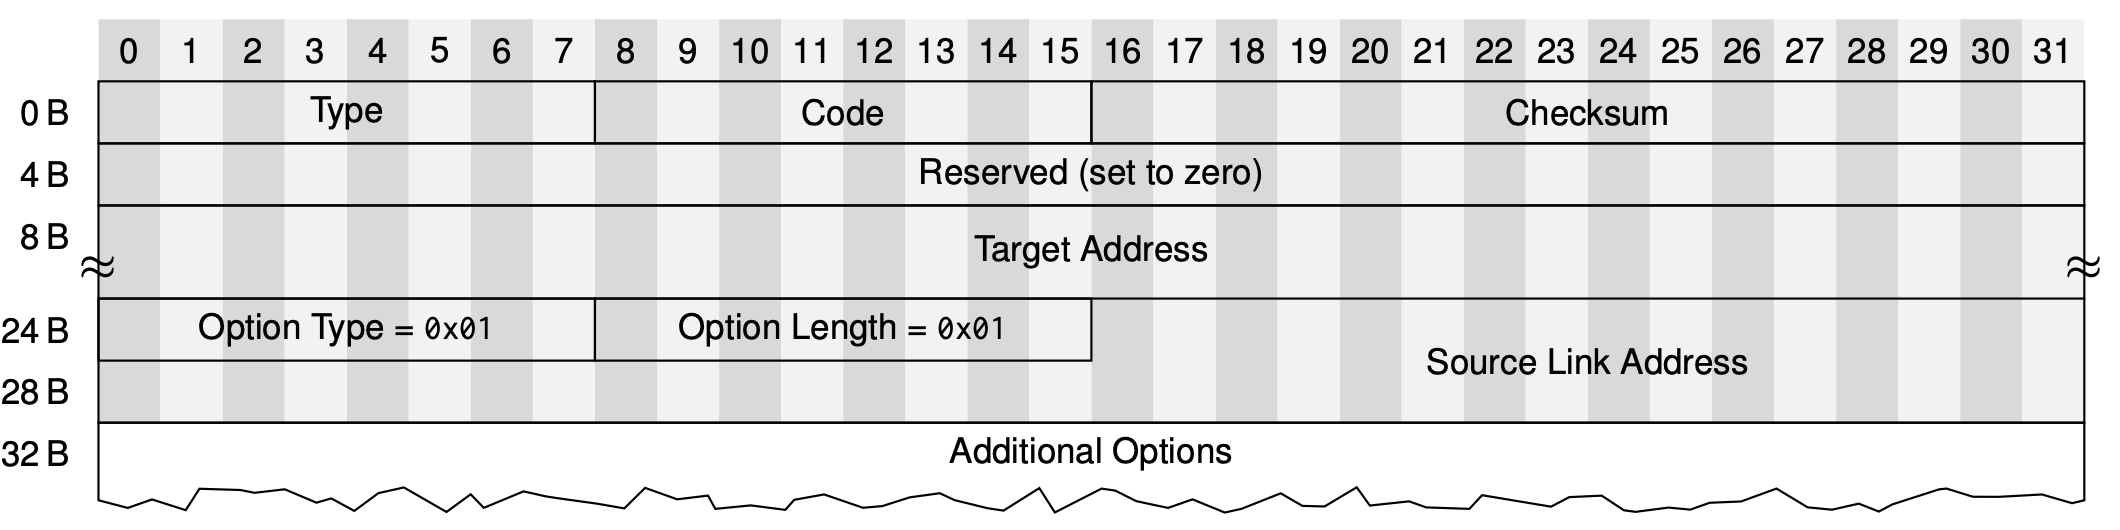 0 1 2 3 4 5 6 7 8 9 10 11 12 13 14 15 16 17 18 19 20 21 22 23 24 25 26 27 28 29 30 31
0 B Type Code Checksum
4 B Reserved (set to zero)
8 B Target Address
24 B Option Type = 0x01 Option Length = 0x01
Source Link Address
28 B
32 B Additional Options